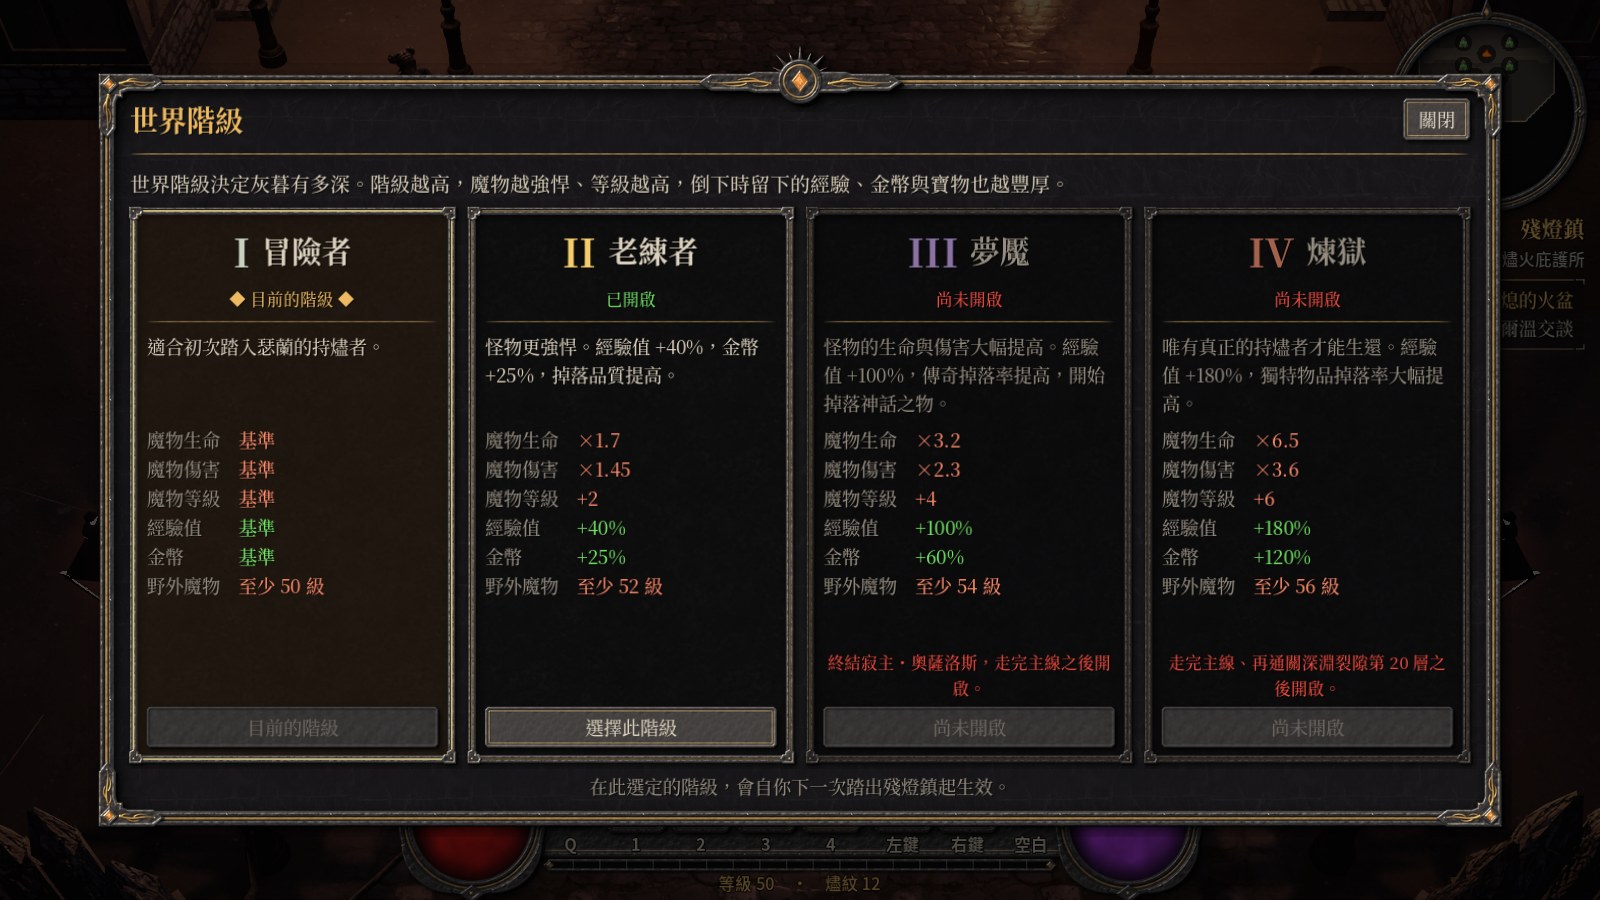 世界階級
關閉
世界階級決定灰暮有多深。階級越高，魔物越強悍、等級越高，倒下時留下的經驗、金幣與寶物也越豐厚。
I 冒險者
◆ 目前的階級 ◆
適合初次踏入瑟蘭的持燼者。
魔物生命 基準
魔物傷害 基準
魔物等級 基準
經驗值 基準
金幣 基準
野外魔物 至少 50 級
目前的階級
II 老練者
已開啟
怪物更強悍。經驗值 +40%，金幣
+25%，掉落品質提高。
魔物生命 ×1.7
魔物傷害 ×1.45
魔物等級 +2
經驗值 +40%
金幣 +25%
野外魔物 至少 52 級
選擇此階級
III 夢魘
尚未開啟
怪物的生命與傷害大幅提高。經驗
值 +100%，傳奇掉落率提高，開始
掉落神話之物。
魔物生命 ×3.2
魔物傷害 ×2.3
魔物等級 +4
經驗值 +100%
金幣 +60%
野外魔物 至少 54 級
終結寂主・奧薩洛斯，走完主線之後開
啟。
尚未開啟
IV 煉獄
尚未開啟
唯有真正的持燼者才能生還。經驗
值 +180%，獨特物品掉落率大幅提
高。
魔物生命 ×6.5
魔物傷害 ×3.6
魔物等級 +6
經驗值 +180%
金幣 +120%
野外魔物 至少 56 級
走完主線、再通關深淵裂隙第 20 層之
後開啟。
尚未開啟
在此選定的階級，會自你下一次踏出殘燈鎮起生效。
殘燈鎮
燼火庇護所
熄的火盆
爾溫交談
Q 1 2 3 4 左鍵 右鍵 空白
等級 50 · 燼紋 12